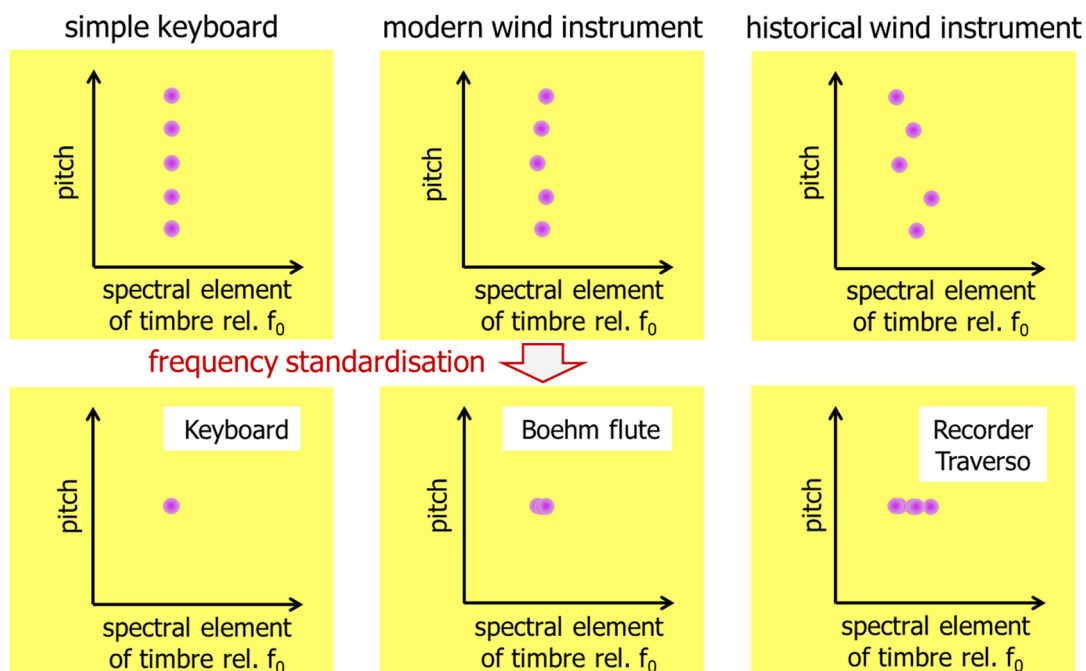 simple keyboard
modern wind instrument
historical wind instrument
pitch
spectral element
of timbre rel. f₀
pitch
spectral element
of timbre rel. f₀
pitch
spectral element
of timbre rel. f₀
frequency standardisation
Keyboard
pitch
spectral element
of timbre rel. f₀
Boehm flute
pitch
spectral element
of timbre rel. f₀
Recorder
Traverso
pitch
spectral element
of timbre rel. f₀